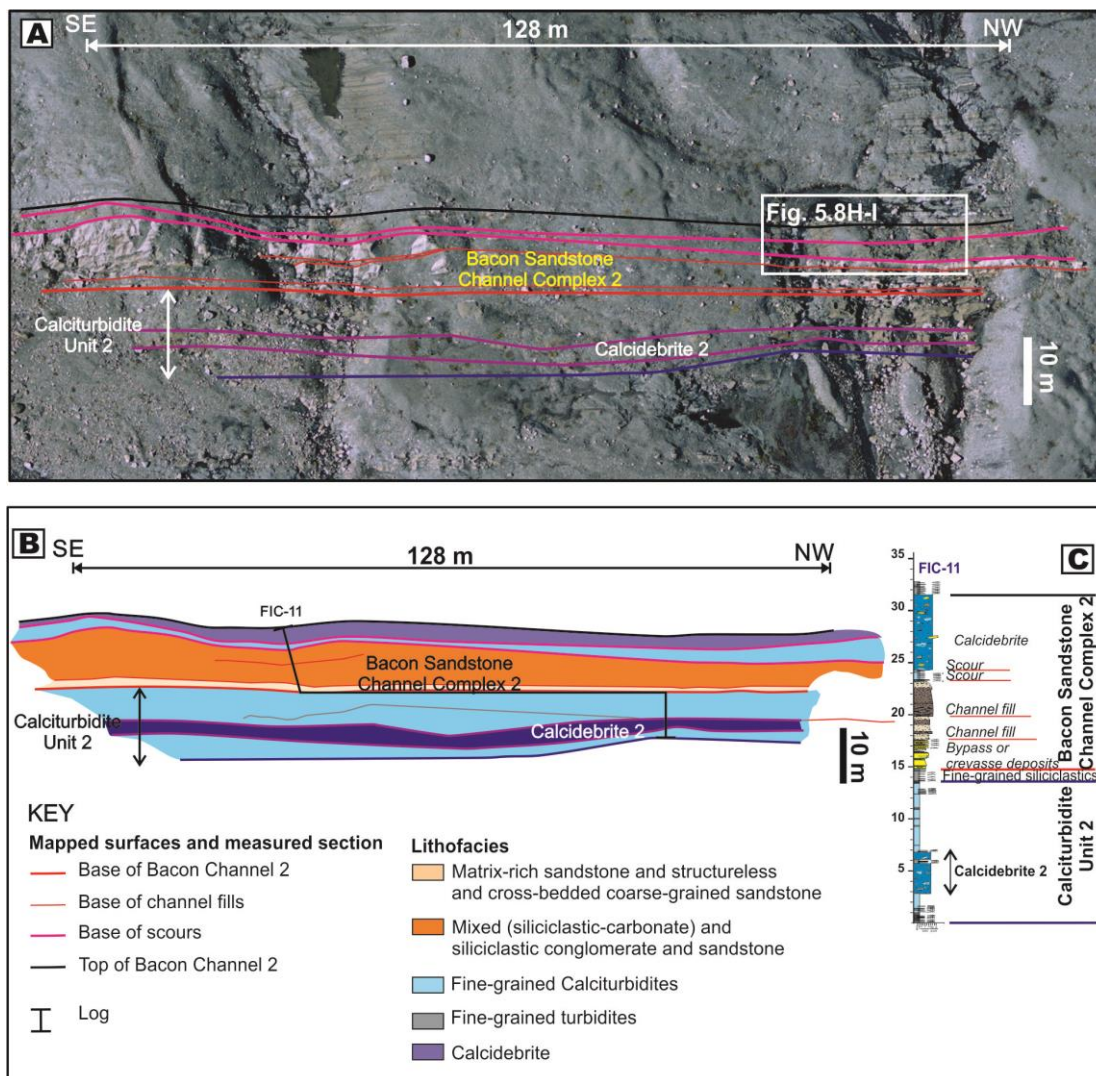 A
SE
128 m
NW
Fig. 5.8H-I
Bacon Sandstone
Channel Complex 2
Calciturbidite
Unit 2
Calcidebrite 2
10 m
B
SE
128 m
NW
FIC-11
Bacon Sandstone
Channel Complex 2
Calciturbidite
Unit 2
Calcidebrite 2
10 m
C
FIC-11
35
30
25
20
15
10
5
0
Calcidebrite
Scour
Scour
Channel fill
Channel fill
Bypass or
crevasse deposits
Fine-grained siliciclastics
Calcidebrite 2
Bacon Sandstone
Channel Complex 2
Calciturbidite
Unit 2
KEY
Mapped surfaces and measured section
Base of Bacon Channel 2
Base of channel fills
Base of scours
Top of Bacon Channel 2
Log
Lithofacies
Matrix-rich sandstone and structureless
and cross-bedded coarse-grained sandstone
Mixed (siliciclastic-carbonate) and
siliciclastic conglomerate and sandstone
Fine-grained Calciturbidites
Fine-grained turbidites
Calcidebrite